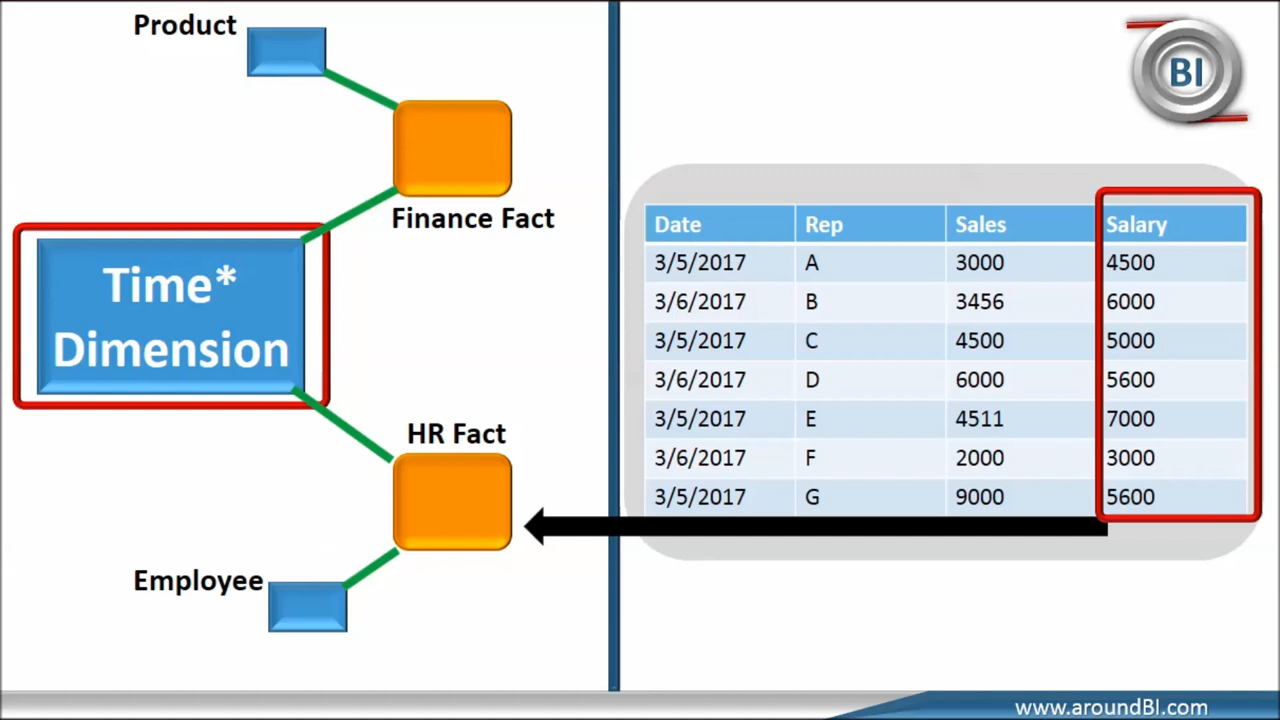 Product
Finance Fact
Time*
Dimension
HR Fact
Employee
BI
Date Rep Sales Salary
3/5/2017 A 3000 4500
3/6/2017 B 3456 6000
3/5/2017 C 4500 5000
3/6/2017 D 6000 5600
3/5/2017 E 4511 7000
3/6/2017 F 2000 3000
3/5/2017 G 9000 5600
www.aroundBI.com